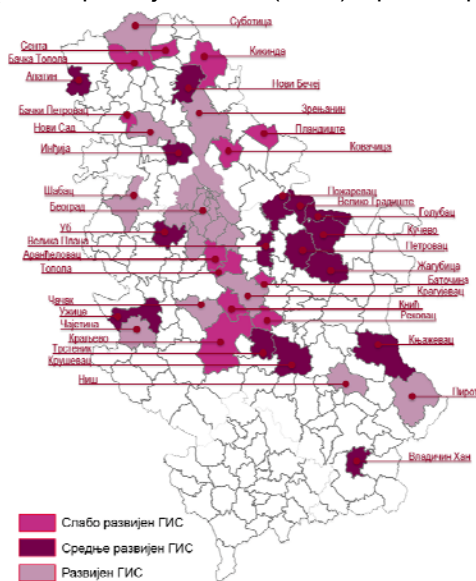 Суботица
Сента
Бачка Топола
Кикинда
Апатин
Нови Бечеј
Бачки Петровац
Зрењанин
Нови Сад
Пландиште
Инђија
Ковачица
Шабац
Пожаревац
Београд
Велико Градиште
Голубац
Уб
Кучево
Велика Плана
Петровац
Аранђеловац
Жагубица
Топола
Баточина
Крагујевац
Чачак
Кнић
Ужице
Рековац
Чајетина
Краљево
Књажевац
Трстеник
Крушевац
Ниш
Пирот
Владичин Хан
Слабо развијен ГИС
Средње развијен ГИС
Развијен ГИС